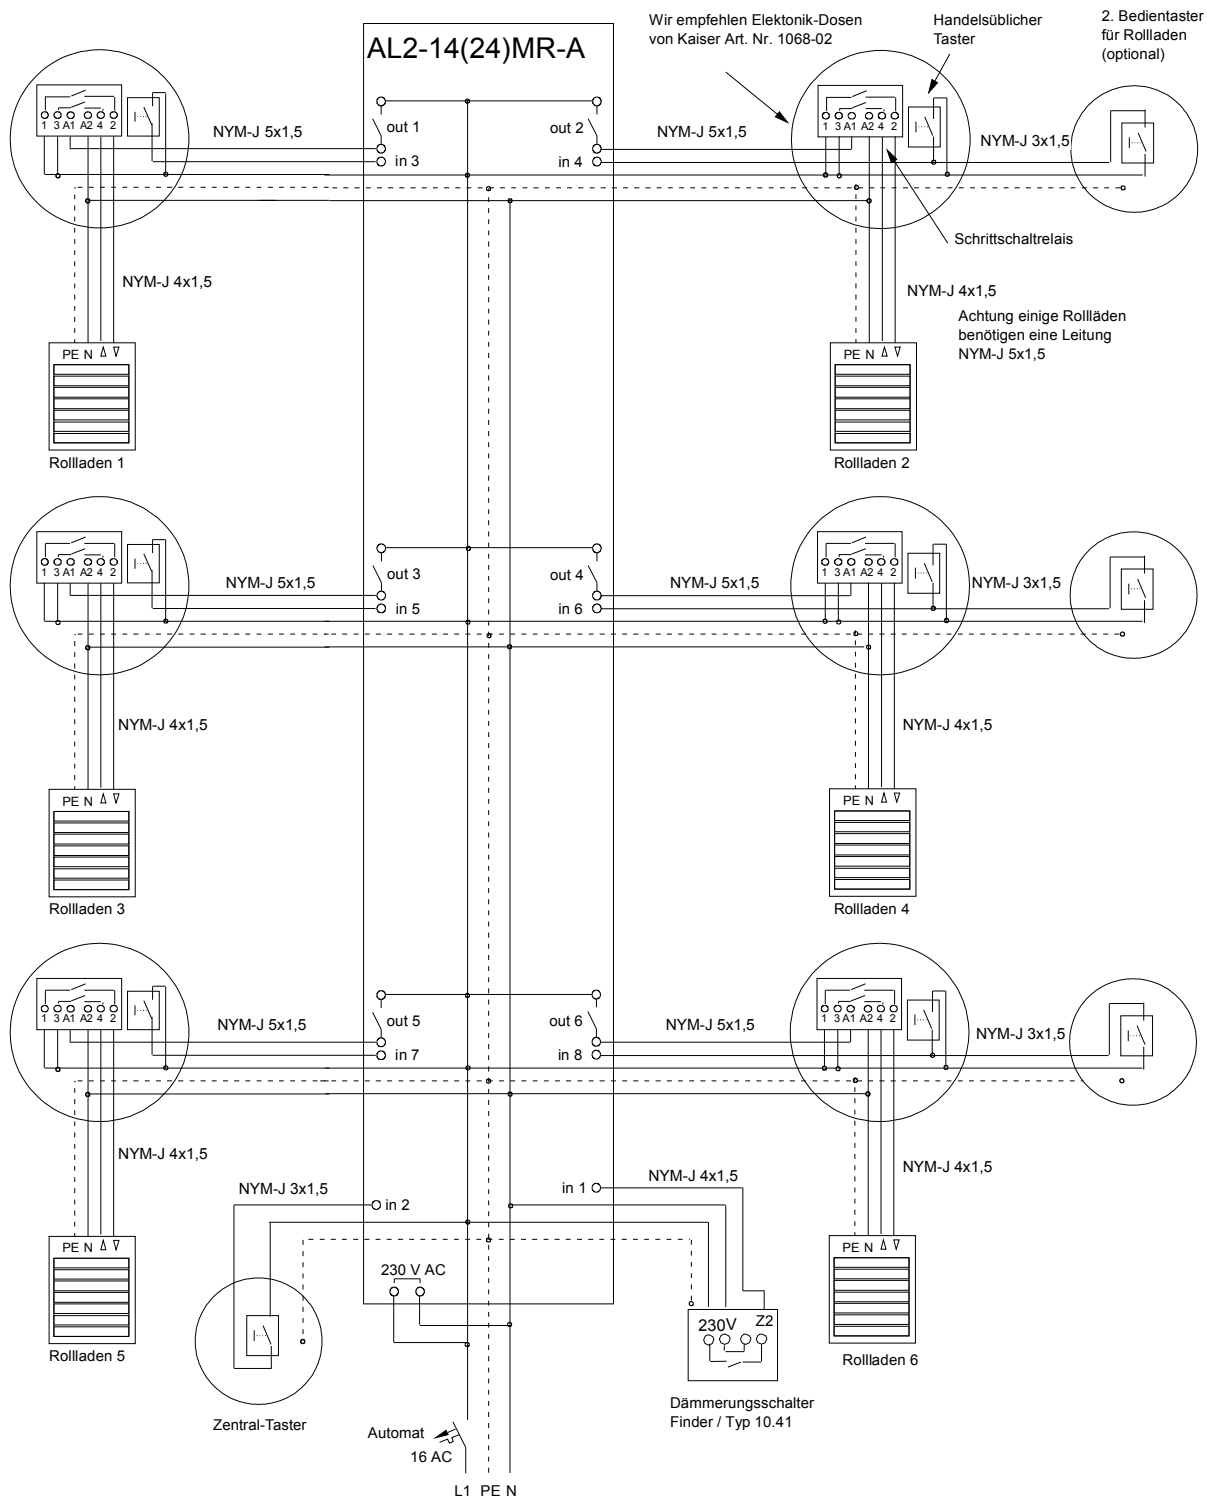 Wir empfehlen Elektonik-Dosen
von Kaiser Art. Nr. 1068-02
Handelsüblicher
Taster
2. Bedientaster
für Rollladen
(optional)
AL2-14(24)MR-A
1 3 A1 A2 4 2
NYM-J 5x1,5
out 1
in 3
out 2
in 4
NYM-J 5x1,5
1 3 A1 A2 4 2
NYM-J 3x1,5
Schrittschaltrelais
NYM-J 4x1,5
NYM-J 4x1,5
Achtung einige Rollläden
benötigen eine Leitung
NYM-J 5x1,5
PE N
Rollladen 1
PE N
Rollladen 2
1 3 A1 A2 4 2
NYM-J 5x1,5
out 3
in 5
out 4
in 6
NYM-J 5x1,5
1 3 A1 A2 4 2
NYM-J 3x1,5
NYM-J 4x1,5
NYM-J 4x1,5
PE N
Rollladen 3
PE N
Rollladen 4
1 3 A1 A2 4 2
NYM-J 5x1,5
out 5
in 7
out 6
in 8
NYM-J 5x1,5
1 3 A1 A2 4 2
NYM-J 3x1,5
NYM-J 4x1,5
NYM-J 4x1,5
NYM-J 3x1,5
in 2
in 1
NYM-J 4x1,5
PE N
Rollladen 5
PE N
Rollladen 6
230 V AC
230V Z2
Dämmerungsschalter
Finder / Typ 10.41
Zentral-Taster
Automat
16 AC
L1 PE N